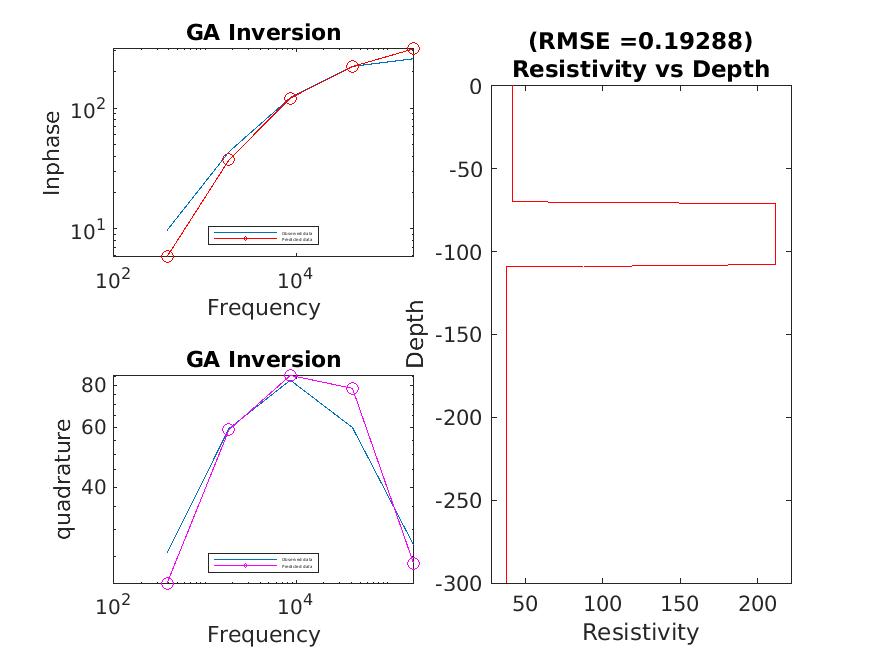 GA Inversion
Inphase
10^2
10^1
Observed data
Predicted data
10^2
10^4
Frequency
GA Inversion
quadrature
80
60
40
Observed data
Predicted data
10^2
10^4
Frequency
(RMSE =0.19288)
Resistivity vs Depth
Depth
0
-50
-100
-150
-200
-250
-300
50
100
150
200
Resistivity